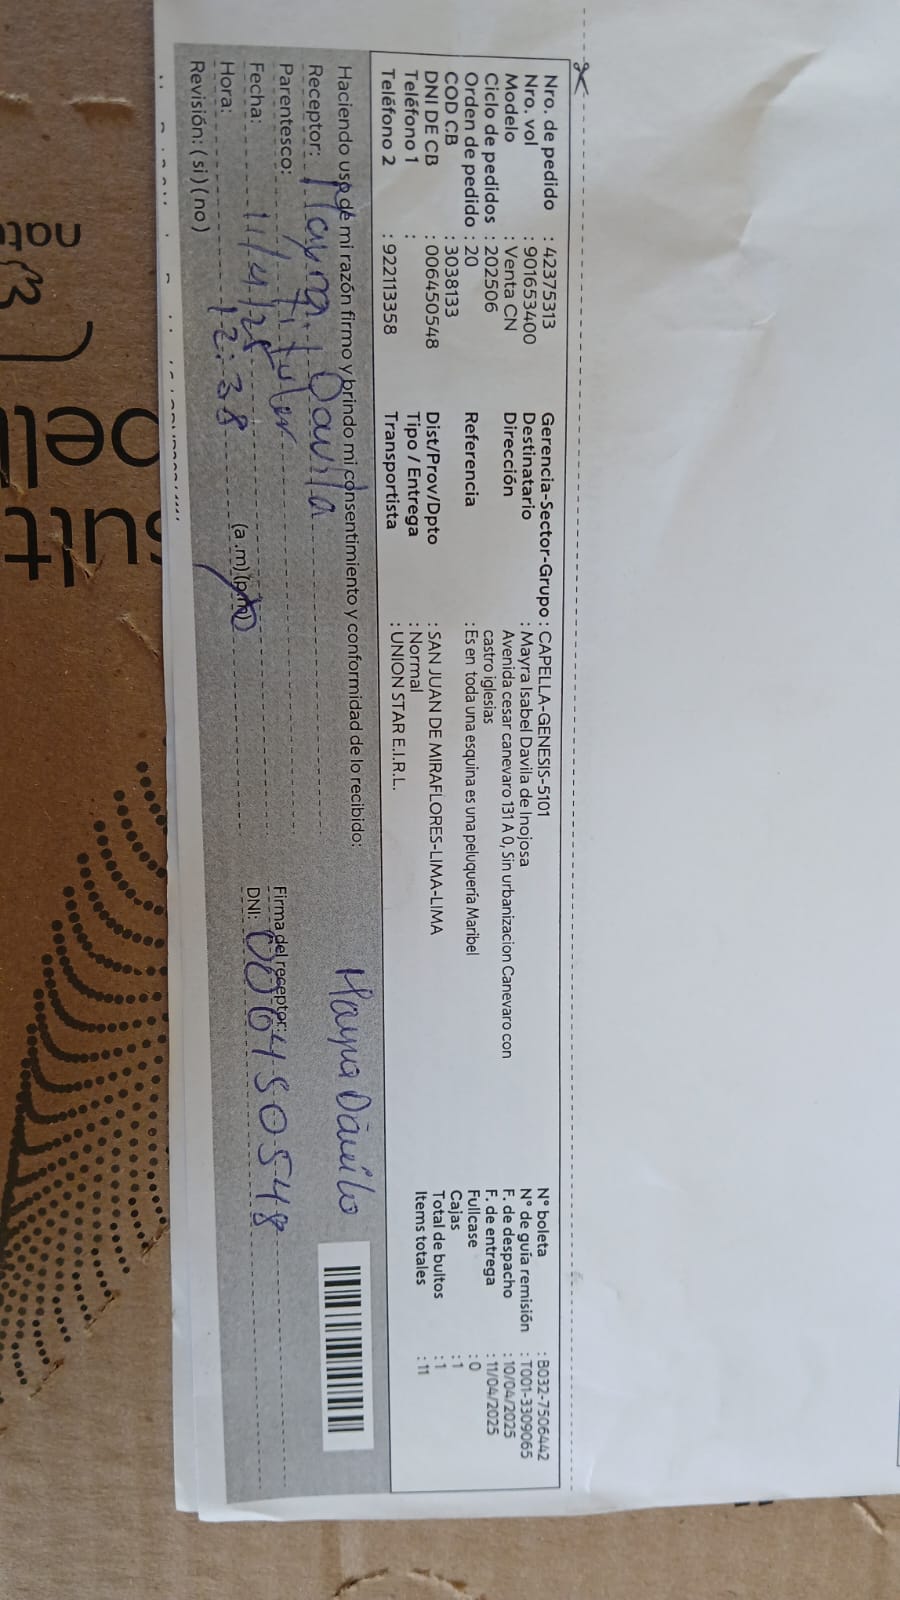 Nro. de pedido : 42375313
Nro. vol : 901653400
Modelo : Venta CN
Ciclo de pedidos : 202506
Orden de pedido : 20
COD CB : 3038133
DNI DE CB : 006450548
Teléfono 1 :
Teléfono 2 : 922113358
Gerencia-Sector-Grupo : CAPELLA-GENESIS-5101
Destinatario : Mayra Isabel Davila de Inojosa
Dirección Avenida cesar canevaro 131 A 0, Sin urbanizacion Canevaro con
castro iglesias
Referencia : Es en toda una esquina es una peluquería Maribel
Dist/Prov/Dpto : SAN JUAN DE MIRAFLORES-LIMA-LIMA
Tipo / Entrega : Normal
Transportista : UNION STAR E.I.R.L.
N° boleta : B032-7506442
N° de guía remisión : T001-3309065
F. de despacho : 10/04/2025
F. de entrega : 11/04/2025
Fullcase : 0
Cajas : 1
Total de bultos : 1
Items totales : 11
Haciendo uso de mi razón firmo y brindo mi consentimiento y conformidad de lo recibido:
Receptor: Mayra Davila
Parentesco: Titular
Fecha: 11/4/25
Hora: 12:38 (a .m) (p.m)
Revisión: ( si ) ( no )
Mayra Davila
Firma del receptor:
DNI: 006450548